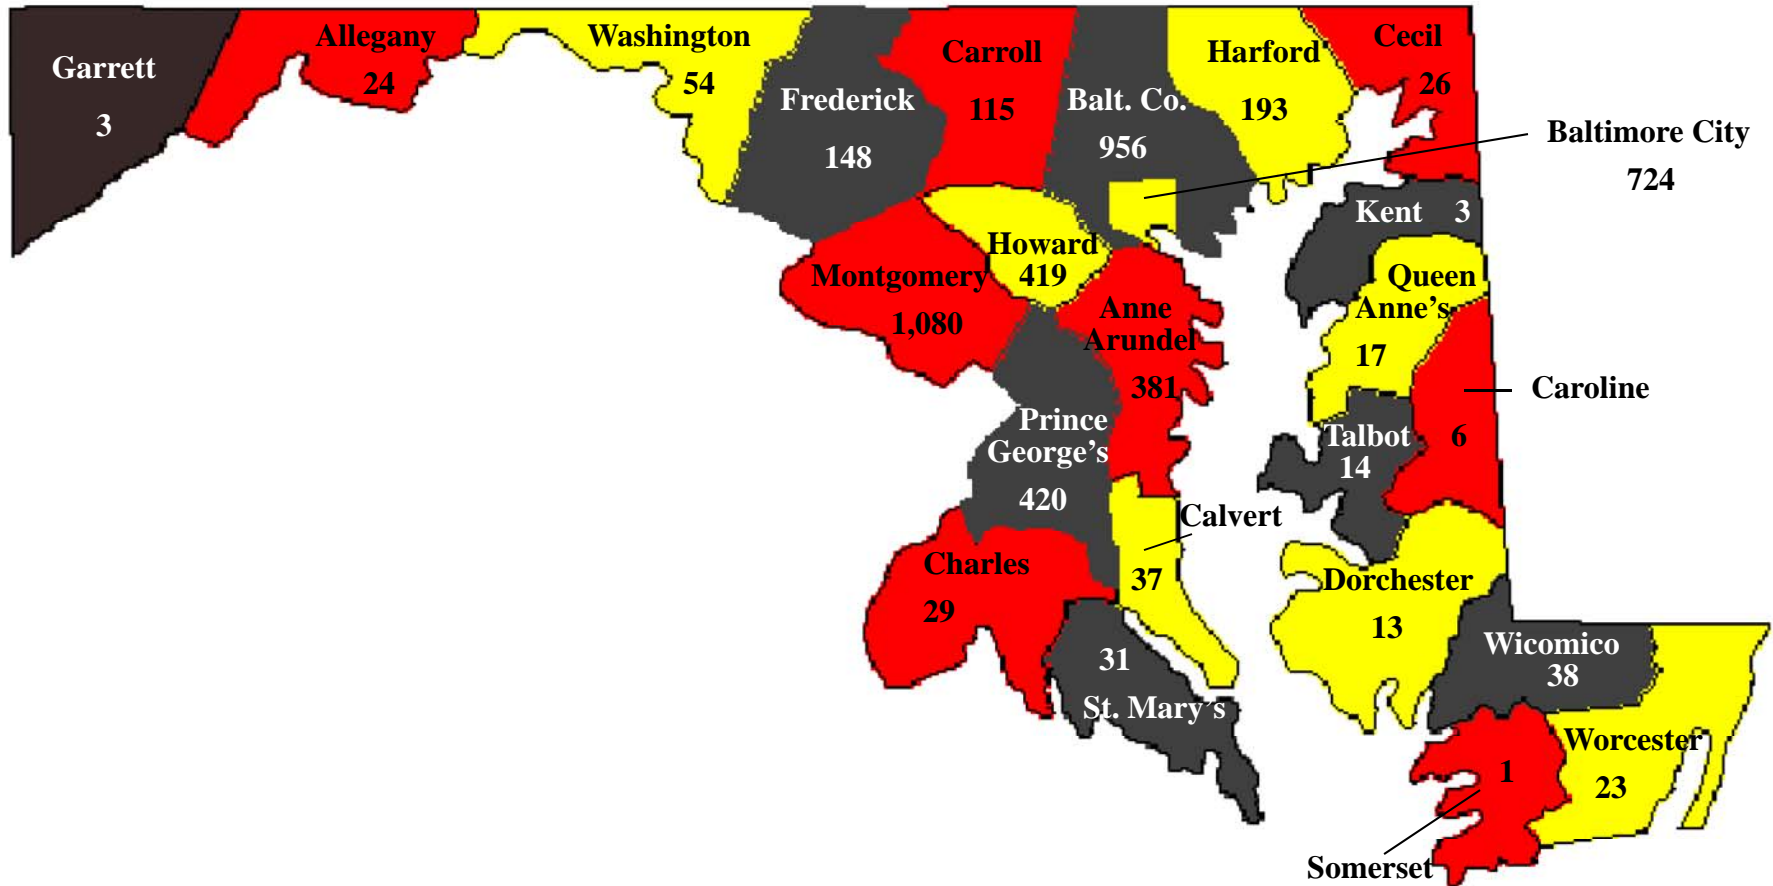 Garrett
3
Allegany
24
Washington
54
Frederick
148
Carroll
115
Balt. Co.
956
Harford
193
Cecil
26
Baltimore City
724
Kent 3
Howard
419
Montgomery
1,080
Anne
Arundel
381
Queen
Anne's
17
Caroline
6
Talbot
14
Prince
George's
420
Calvert
37
Charles
29
31
St. Mary's
Dorchester
13
Wicomico
38
Worcester
23
1
Somerset